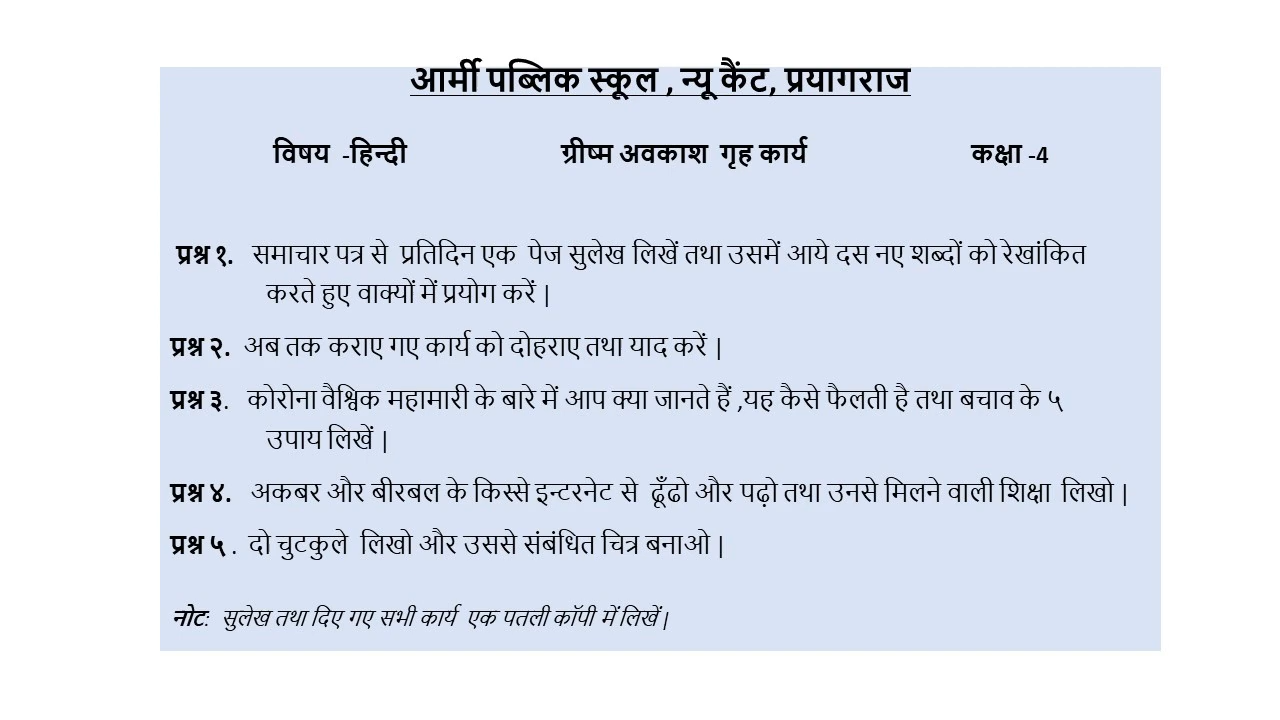 आर्मी पब्लिक स्कूल , न्यू कैंट, प्रयागराज
विषय -हिन्दी ग्रीष्म अवकाश गृह कार्य कक्षा -4
प्रश्न १. समाचार पत्र से प्रतिदिन एक पेज सुलेख लिखें तथा उसमें आये दस नए शब्दों को रेखांकित
करते हुए वाक्यों में प्रयोग करें |
प्रश्न २. अब तक कराए गए कार्य को दोहराए तथा याद करें |
प्रश्न ३. कोरोना वैश्विक महामारी के बारे में आप क्या जानते हैं ,यह कैसे फैलती है तथा बचाव के ५
उपाय लिखें |
प्रश्न ४. अकबर और बीरबल के किस्से इन्टरनेट से ढूँढो और पढ़ो तथा उनसे मिलने वाली शिक्षा लिखो |
प्रश्न ५ . दो चुटकुले लिखो और उससे संबंधित चित्र बनाओ |
नोट: सुलेख तथा दिए गए सभी कार्य एक पतली कॉपी में लिखें |